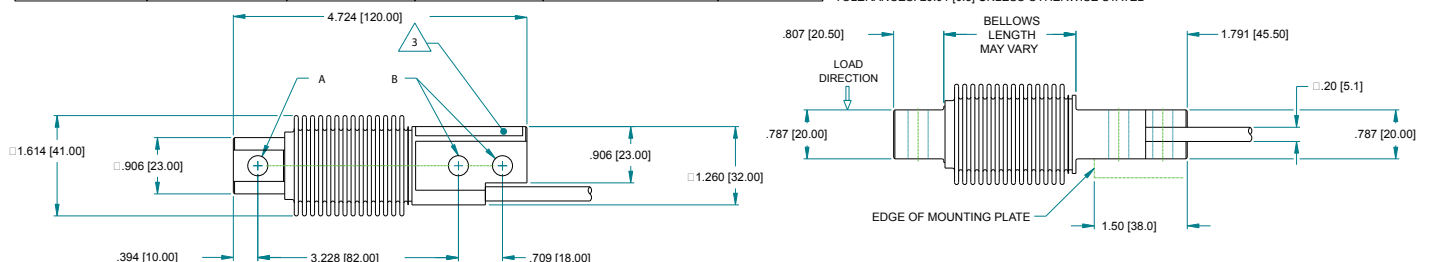 4.724 [120.00]
3
A
B
□1.614 [41.00]
□.906 [23.00]
.906 [23.00]
□1.260 [32.00]
.394 [10.00]
3.228 [82.00]
.709 [18.00]
.807 [20.50]
BELLOWS
LENGTH
MAY VARY
1.791 [45.50]
LOAD
DIRECTION
□.20 [5.1]
.787 [20.00]
.787 [20.00]
EDGE OF MOUNTING PLATE
1.50 [38.0]